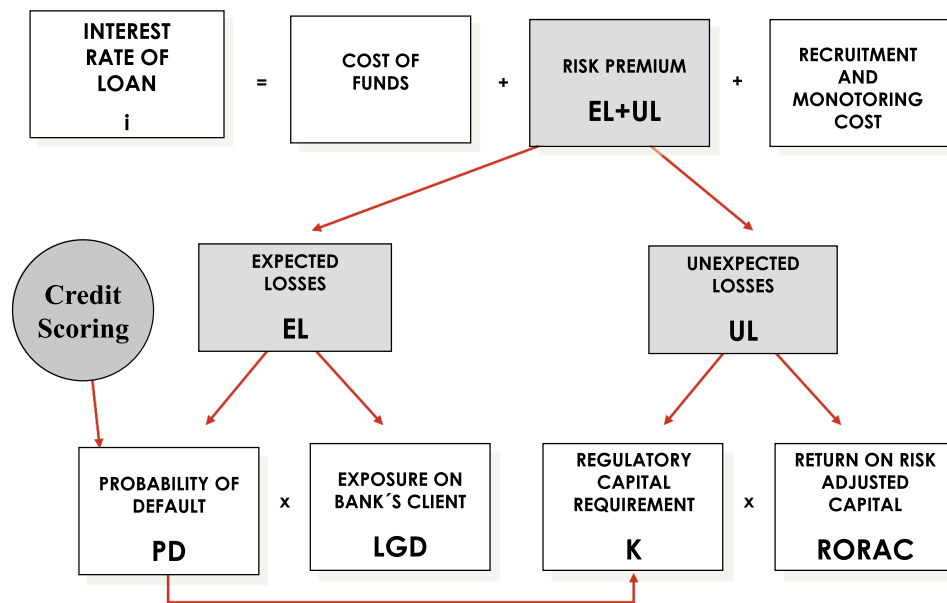 INTEREST
RATE OF
LOAN
i
=
COST OF
FUNDS
+
RISK PREMIUM
EL+UL
+
RECRUITMENT
AND
MONOTORING
COST
Credit
Scoring
EXPECTED
LOSSES
EL
UNEXPECTED
LOSSES
UL
PROBABILITY OF
DEFAULT
PD
x
EXPOSURE ON
BANK´S CLIENT
LGD
REGULATORY
CAPITAL
REQUIREMENT
K
x
RETURN ON RISK
ADJUSTED
CAPITAL
RORAC